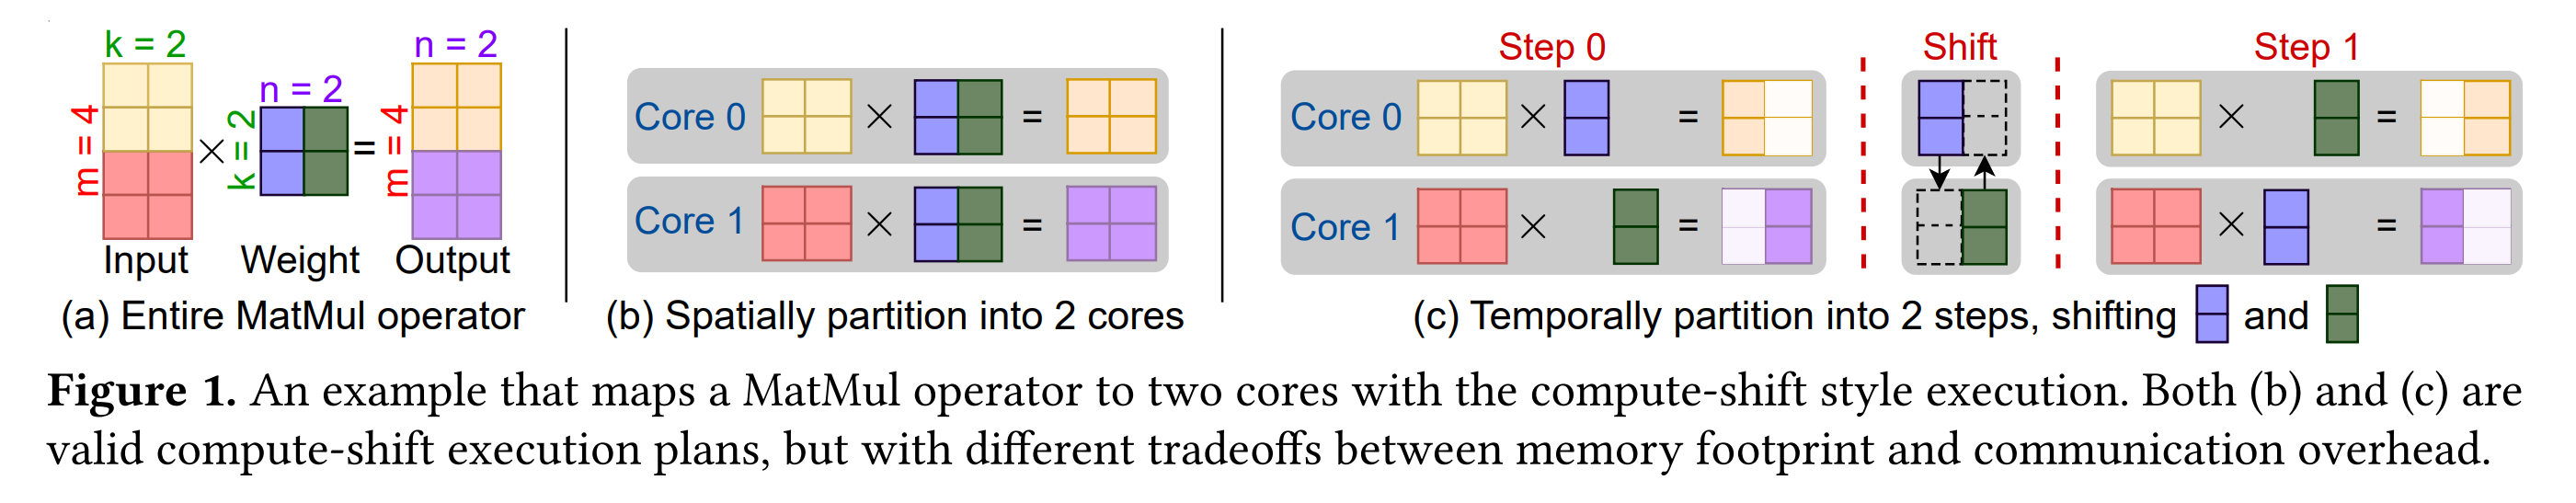 k = 2
n = 2
n = 2
m = 4
k = 2
m = 4
×
=
Input
Weight
Output
(a) Entire MatMul operator
Core 0
×
=
Core 1
×
=
(b) Spatially partition into 2 cores
Step 0
Shift
Step 1
Core 0
×
=
×
=
Core 1
×
=
×
=
(c) Temporally partition into 2 steps, shifting and
Figure 1. An example that maps a MatMul operator to two cores with the compute-shift style execution. Both (b) and (c) are
valid compute-shift execution plans, but with different tradeoffs between memory footprint and communication overhead.